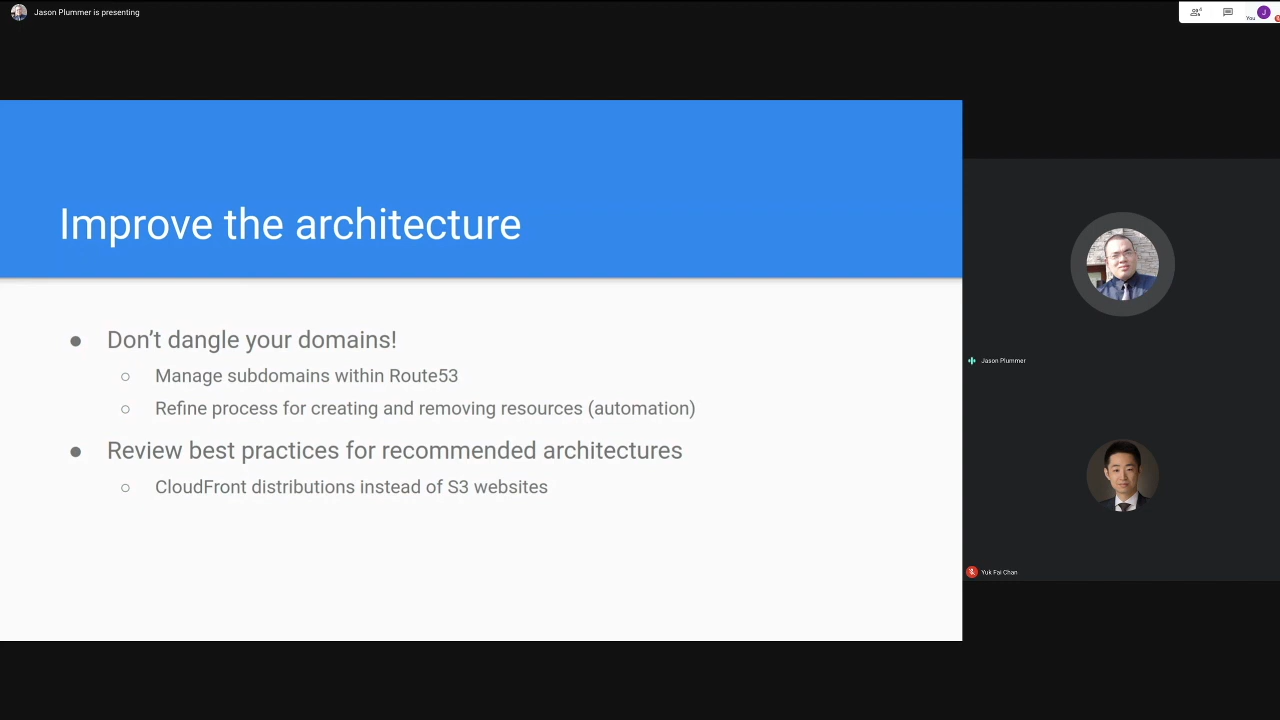 Jason Plummer is presenting
4
You
J
Improve the architecture
● Don’t dangle your domains!
○ Manage subdomains within Route53
○ Refine process for creating and removing resources (automation)
● Review best practices for recommended architectures
○ CloudFront distributions instead of S3 websites
Jason Plummer
Yuk Fai Chan